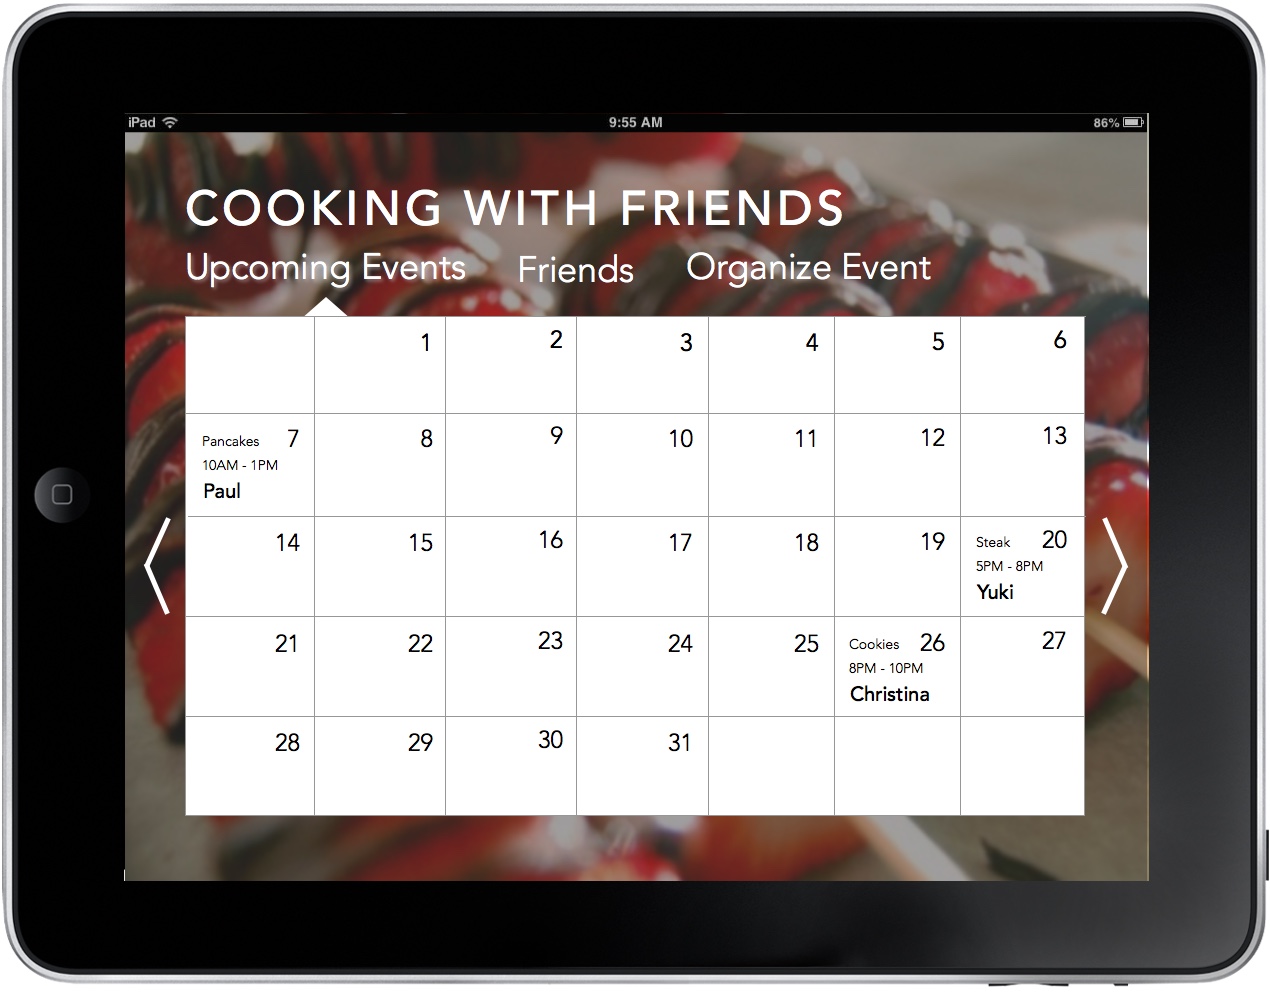 iPad 9:55 AM 86%
COOKING WITH FRIENDS
Upcoming Events Friends Organize Event
1 2 3 4 5 6
Pancakes 7 8 9 10 11 12 13
10AM - 1PM
Paul
14 15 16 17 18 19 Steak 20
5PM - 8PM
Yuki
21 22 23 24 25 Cookies 26 27
8PM - 10PM
Christina
28 29 30 31